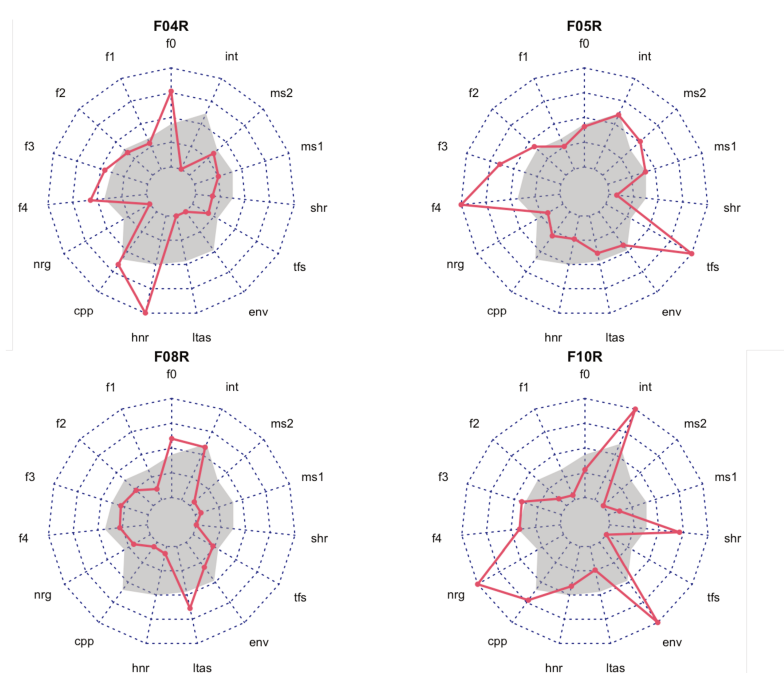 F04R
f0
f1
int
f2
ms2
f3
ms1
f4
shr
nrg
tfs
cpp
env
hnr
ltas
F05R
f0
f1
int
f2
ms2
f3
ms1
f4
shr
nrg
tfs
cpp
env
hnr
ltas
F08R
f0
f1
int
f2
ms2
f3
ms1
f4
shr
nrg
tfs
cpp
env
hnr
ltas
F10R
f0
f1
int
f2
ms2
f3
ms1
f4
shr
nrg
tfs
cpp
env
hnr
ltas